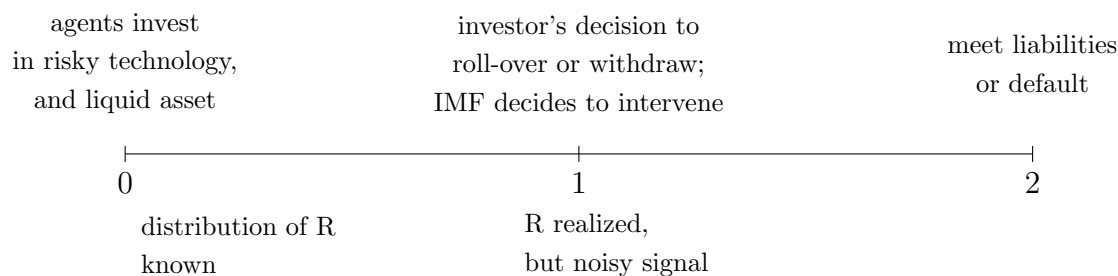 agents invest
in risky technology,
and liquid asset
investor's decision to
roll-over or withdraw;
IMF decides to intervene
meet liabilities
or default
0
1
2
distribution of R
known
R realized,
but noisy signal